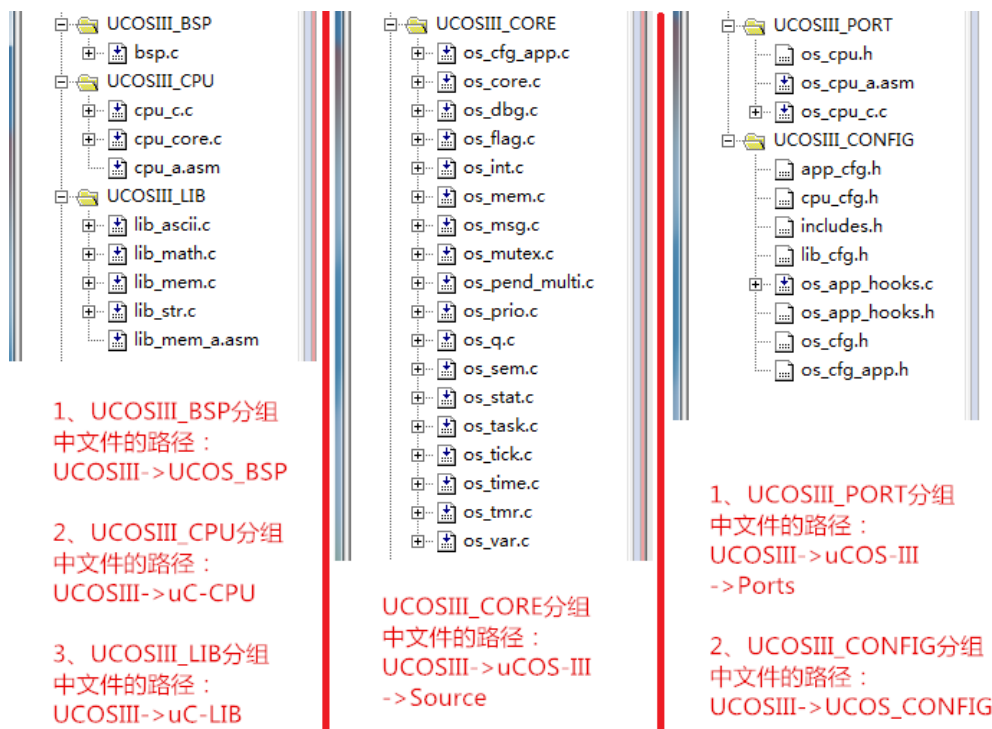 UCOSIII_BSP
bsp.c
UCOSIII_CPU
cpu_c.c
cpu_core.c
cpu_a.asm
UCOSIII_LIB
lib_ascii.c
lib_math.c
lib_mem.c
lib_str.c
lib_mem_a.asm
1、UCOSIII_BSP分组
中文件的路径：
UCOSIII->UCOS_BSP
2、UCOSIII_CPU分组
中文件的路径：
UCOSIII->uC-CPU
3、UCOSIII_LIB分组
中文件的路径：
UCOSIII->uC-LIB
UCOSIII_CORE
os_cfg_app.c
os_core.c
os_dbg.c
os_flag.c
os_int.c
os_mem.c
os_msg.c
os_mutex.c
os_pend_multi.c
os_prio.c
os_q.c
os_sem.c
os_stat.c
os_task.c
os_tick.c
os_time.c
os_tmr.c
os_var.c
UCOSIII_CORE分组
中文件的路径：
UCOSIII->uCOS-III
->Source
UCOSIII_PORT
os_cpu.h
os_cpu_a.asm
os_cpu_c.c
UCOSIII_CONFIG
app_cfg.h
cpu_cfg.h
includes.h
lib_cfg.h
os_app_hooks.c
os_app_hooks.h
os_cfg.h
os_cfg_app.h
1、UCOSIII_PORT分组
中文件的路径：
UCOSIII->uCOS-III
->Ports
2、UCOSIII_CONFIG分组
中文件的路径：
UCOSIII->UCOS_CONFIG